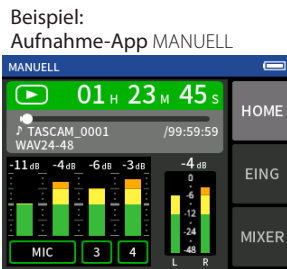 Beispiel:
Aufnahme-App MANUELL
MANUELL
01 H 23 M 45 S
HOME
♪ TASCAM_0001 /99:59:59
WAV24-48
-11 dB -4 dB -6 dB -3 dB -4 dB
EING
0
-6
-12
-24
-48
MIXER
MIC 3 4
L R